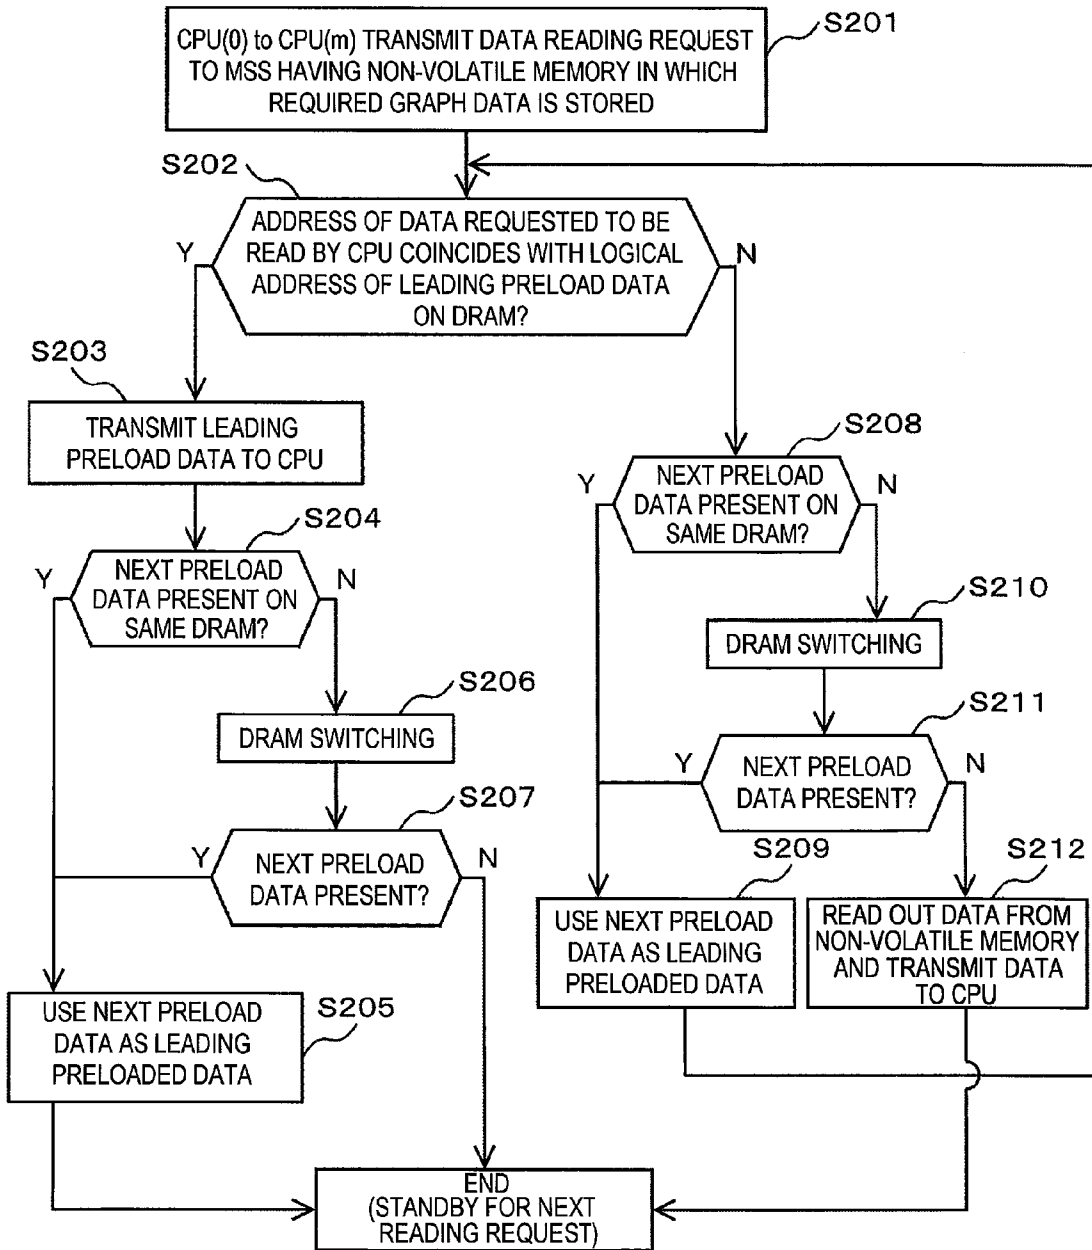 S201
CPU(0) to CPU(m) TRANSMIT DATA READING REQUEST
TO MSS HAVING NON-VOLATILE MEMORY IN WHICH
REQUIRED GRAPH DATA IS STORED
S202
ADDRESS OF DATA REQUESTED TO BE
READ BY CPU COINCIDES WITH LOGICAL
ADDRESS OF LEADING PRELOAD DATA
ON DRAM?
Y
N
S203
TRANSMIT LEADING
PRELOAD DATA TO CPU
S204
NEXT PRELOAD
DATA PRESENT ON
SAME DRAM?
Y
N
S206
DRAM SWITCHING
S207
NEXT PRELOAD
DATA PRESENT?
Y
N
S205
USE NEXT PRELOAD
DATA AS LEADING
PRELOADED DATA
S208
NEXT PRELOAD
DATA PRESENT ON
SAME DRAM?
Y
N
S210
DRAM SWITCHING
S211
NEXT PRELOAD
DATA PRESENT?
Y
N
S209
USE NEXT PRELOAD
DATA AS LEADING
PRELOADED DATA
S212
READ OUT DATA FROM
NON-VOLATILE MEMORY
AND TRANSMIT DATA
TO CPU
END
(STANDBY FOR NEXT
READING REQUEST)